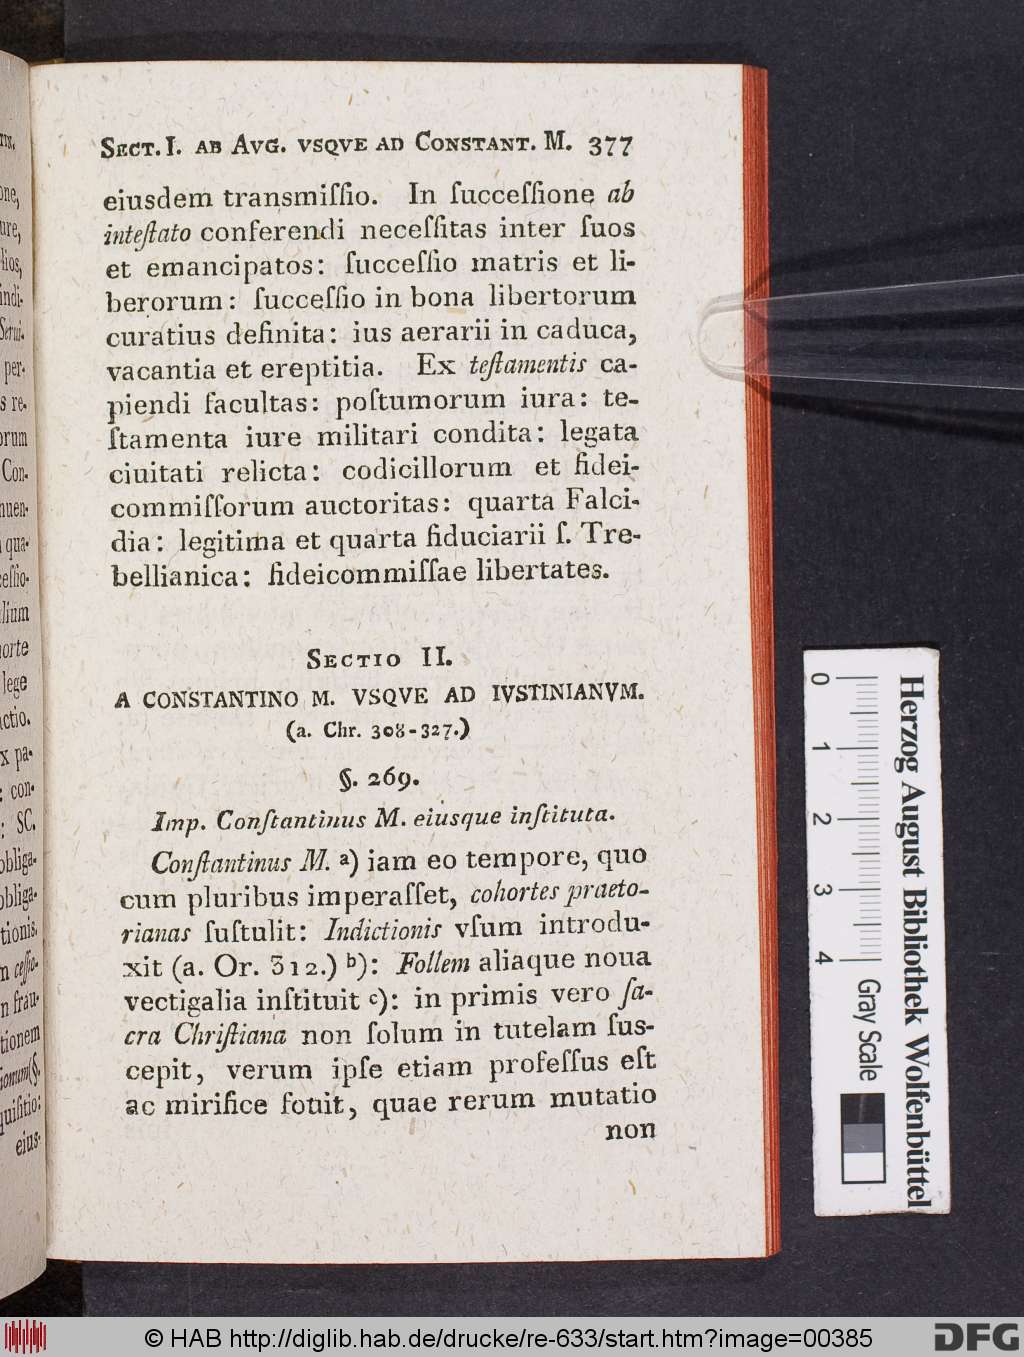 SECT. I. AB AVG. VSQVE AD CONSTANT. M. 377
eiusdem transmiſſio. In ſucceſſione ab
inteſtato conferendi neceſſitas inter ſuos
et emancipatos: ſucceſſio matris et li-
berorum: ſucceſſio in bona libertorum
curatius definita: ius aerarii in caduca,
vacantia et ereptitia. Ex teſtamentis ca-
piendi facultas: poſtumorum iura: te-
ſtamenta iure militari condita: legata
ciuitati relicta: codicillorum et fidei-
commiſſorum auctoritas: quarta Falci-
dia: legitima et quarta fiduciarii ſ. Tre-
bellianica: fideicommiſſae libertates.
SECTIO II.
A CONSTANTINO M. VSQVE AD IVSTINIANVM.
(a. Chr. 308-327.)
§. 269.
Imp. Conſtantinus M. eiusque inſtituta.
Conſtantinus M. a) iam eo tempore, quo
cum pluribus imperaſſet, cohortes praeto-
rianas ſuſtulit: Indictionis vſum introdu-
xit (a. Or. 312.) b): Follem aliaque noua
vectigalia inſtituit c): in primis vero ſa-
cra Chriſtiana non ſolum in tutelam ſus-
cepit, verum ipſe etiam profeſſus eſt
ac mirifice fouit, quae rerum mutatio
non
0 1 2 3 4
Gray Scale
Herzog August Bibliothek Wolfenbüttel
© HAB http://diglib.hab.de/drucke/re-633/start.htm?image=00385
DFG